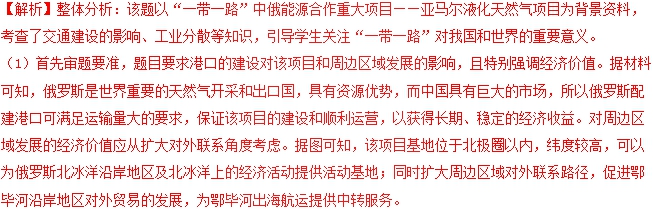 【解析】整体分析：该题以“一带一路”中俄能源合作重大项目——亚马尔液化天然气项目为背景资料，
考查了交通建设的影响、工业分散等知识，引导学生关注“一带一路”对我国和世界的重要意义。
（1）首先审题要准，题目要求港口的建设对该项目和周边区域发展的影响，且特别强调经济价值。据材料
可知，俄罗斯是世界重要的天然气开采和出口国，具有资源优势，而中国具有巨大的市场，所以俄罗斯配
建港口可满足运输量大的要求，保证该项目的建设和顺利运营，以获得长期、稳定的经济收益。对周边区
域发展的经济价值应从扩大对外联系角度考虑。据图可知，该项目基地位于北极圈以内，纬度较高，可以
为俄罗斯北冰洋沿岸地区及北冰洋上的经济活动提供活动基地；同时扩大周边区域对外联系路径，促进鄂
毕河沿岸地区对外贸易的发展，为鄂毕河出海航运提供中转服务。